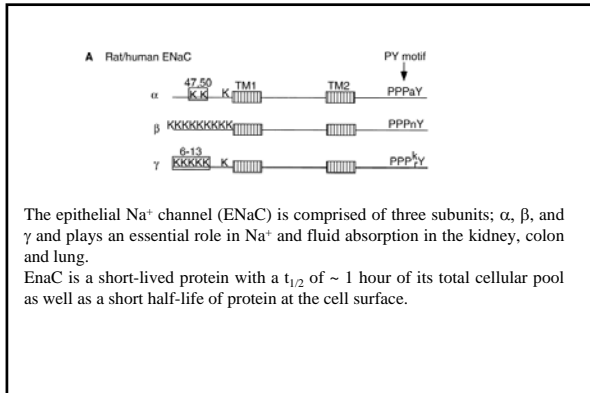 A Rat/human ENaC
PY motif
47,50
K K K TM1 TM2 PPPaY
α
β KKKKKKKKK PPPnY
6-13
γ KKKKK K PPPkrY
The epithelial Na⁺ channel (ENaC) is comprised of three subunits; α, β, and
γ and plays an essential role in Na⁺ and fluid absorption in the kidney, colon
and lung.
EnaC is a short-lived protein with a t1/2 of ~ 1 hour of its total cellular pool
as well as a short half-life of protein at the cell surface.